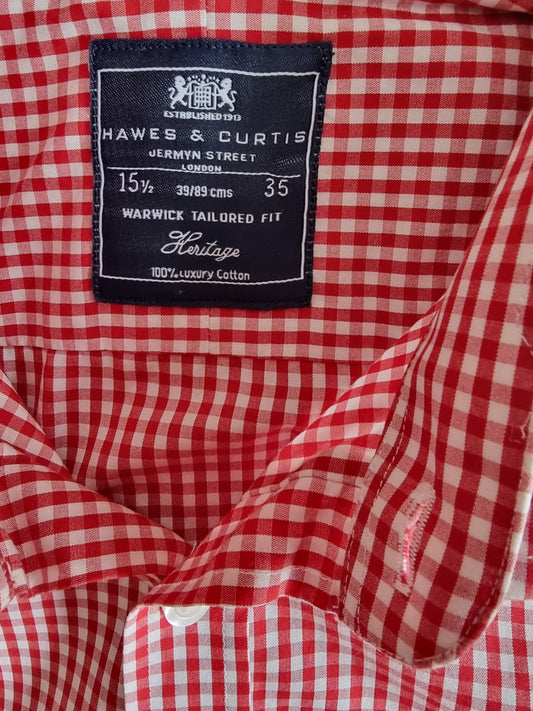 ESTABLISHED 1913
HAWES & CURTIS
JERMYN STREET
LONDON
15½ 39/89 cms 35
WARWICK TAILORED FIT
Heritage
100% Luxury Cotton